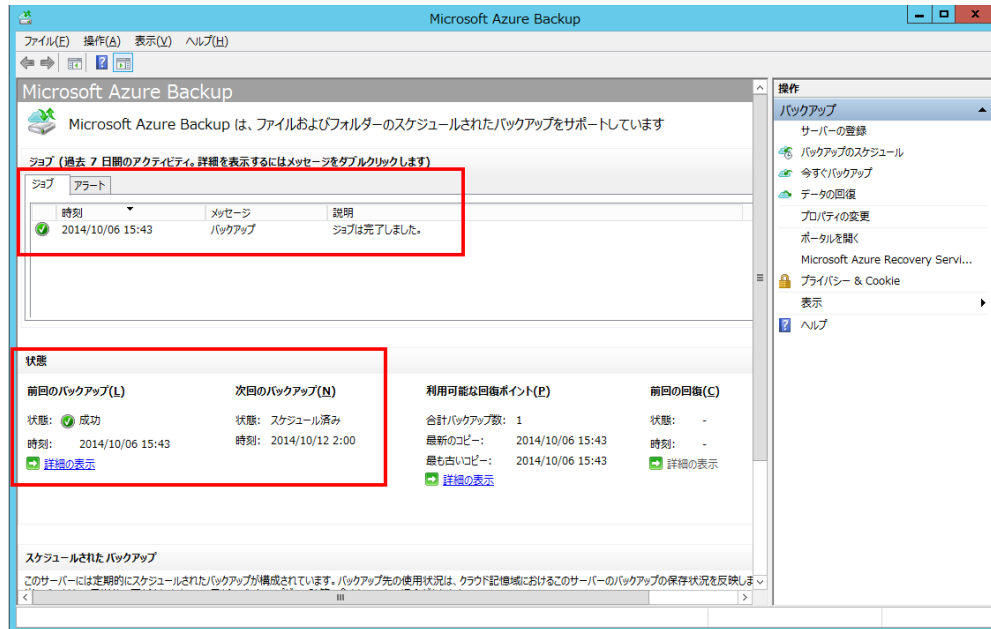 Microsoft Azure Backup
ファイル(F) 操作(A) 表示(V) ヘルプ(H)
Microsoft Azure Backup
Microsoft Azure Backup は、ファイルおよびフォルダーのスケジュールされたバックアップをサポートしています
ジョブ (過去 7 日間のアクティビティ。詳細を表示するにはメッセージをダブルクリックします)
ジョブ アラート
時刻 メッセージ 説明
2014/10/06 15:43 バックアップ ジョブは完了しました。
状態
前回のバックアップ(L) 次回のバックアップ(N) 利用可能な回復ポイント(P) 前回の回復(C)
状態: 成功 状態: スケジュール済み 合計バックアップ数: 1 状態: -
時刻: 2014/10/06 15:43 時刻: 2014/10/12 2:00 最新のコピー: 2014/10/06 15:43 時刻: -
詳細の表示 最も古いコピー: 2014/10/06 15:43 詳細の表示
詳細の表示
スケジュールされた バックアップ
このサーバーには定期的にスケジュールされたバックアップが構成されています。バックアップ先の使用状況は、クラウド記憶域におけるこのサーバーのバックアップの保存状況を反映しま
操作
バックアップ
サーバーの登録
バックアップのスケジュール
今すぐバックアップ
データの回復
プロパティの変更
ポータルを開く
Microsoft Azure Recovery Servi...
プライバシー & Cookie
表示
ヘルプ